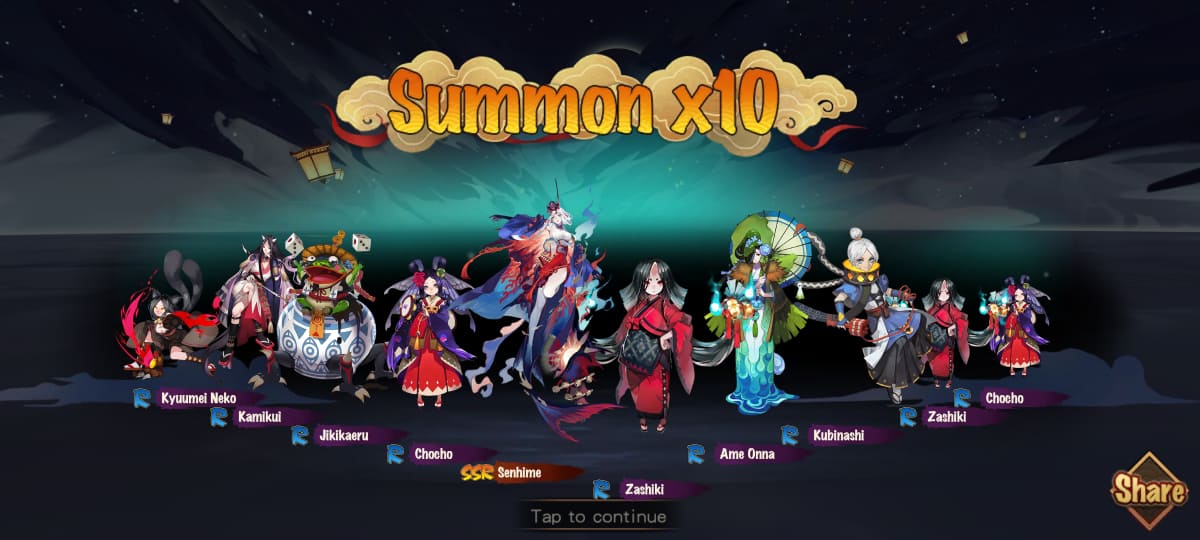 Summon x10
R Kyuumei Neko
R Kamikui
R Jikikaeru
R Chocho
SSR Senhime
R Zashiki
R Ame Onna
R Kubinashi
R Zashiki
R Chocho
Tap to continue
Share